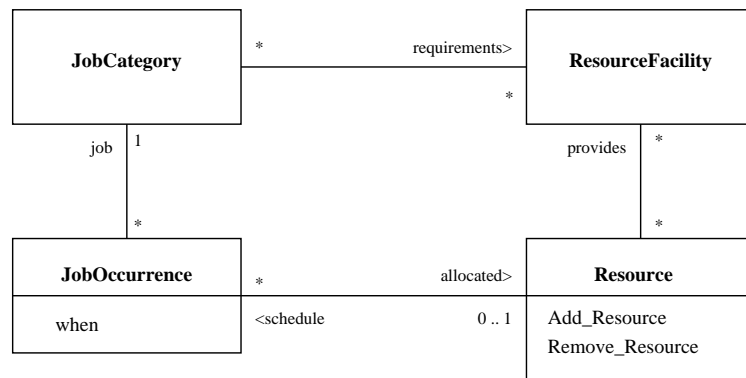 JobCategory
* requirements> ResourceFacility
*
job 1
provides *
* *
JobOccurrence
* allocated> Resource
when
<schedule 0 .. 1 Add_Resource
Remove_Resource